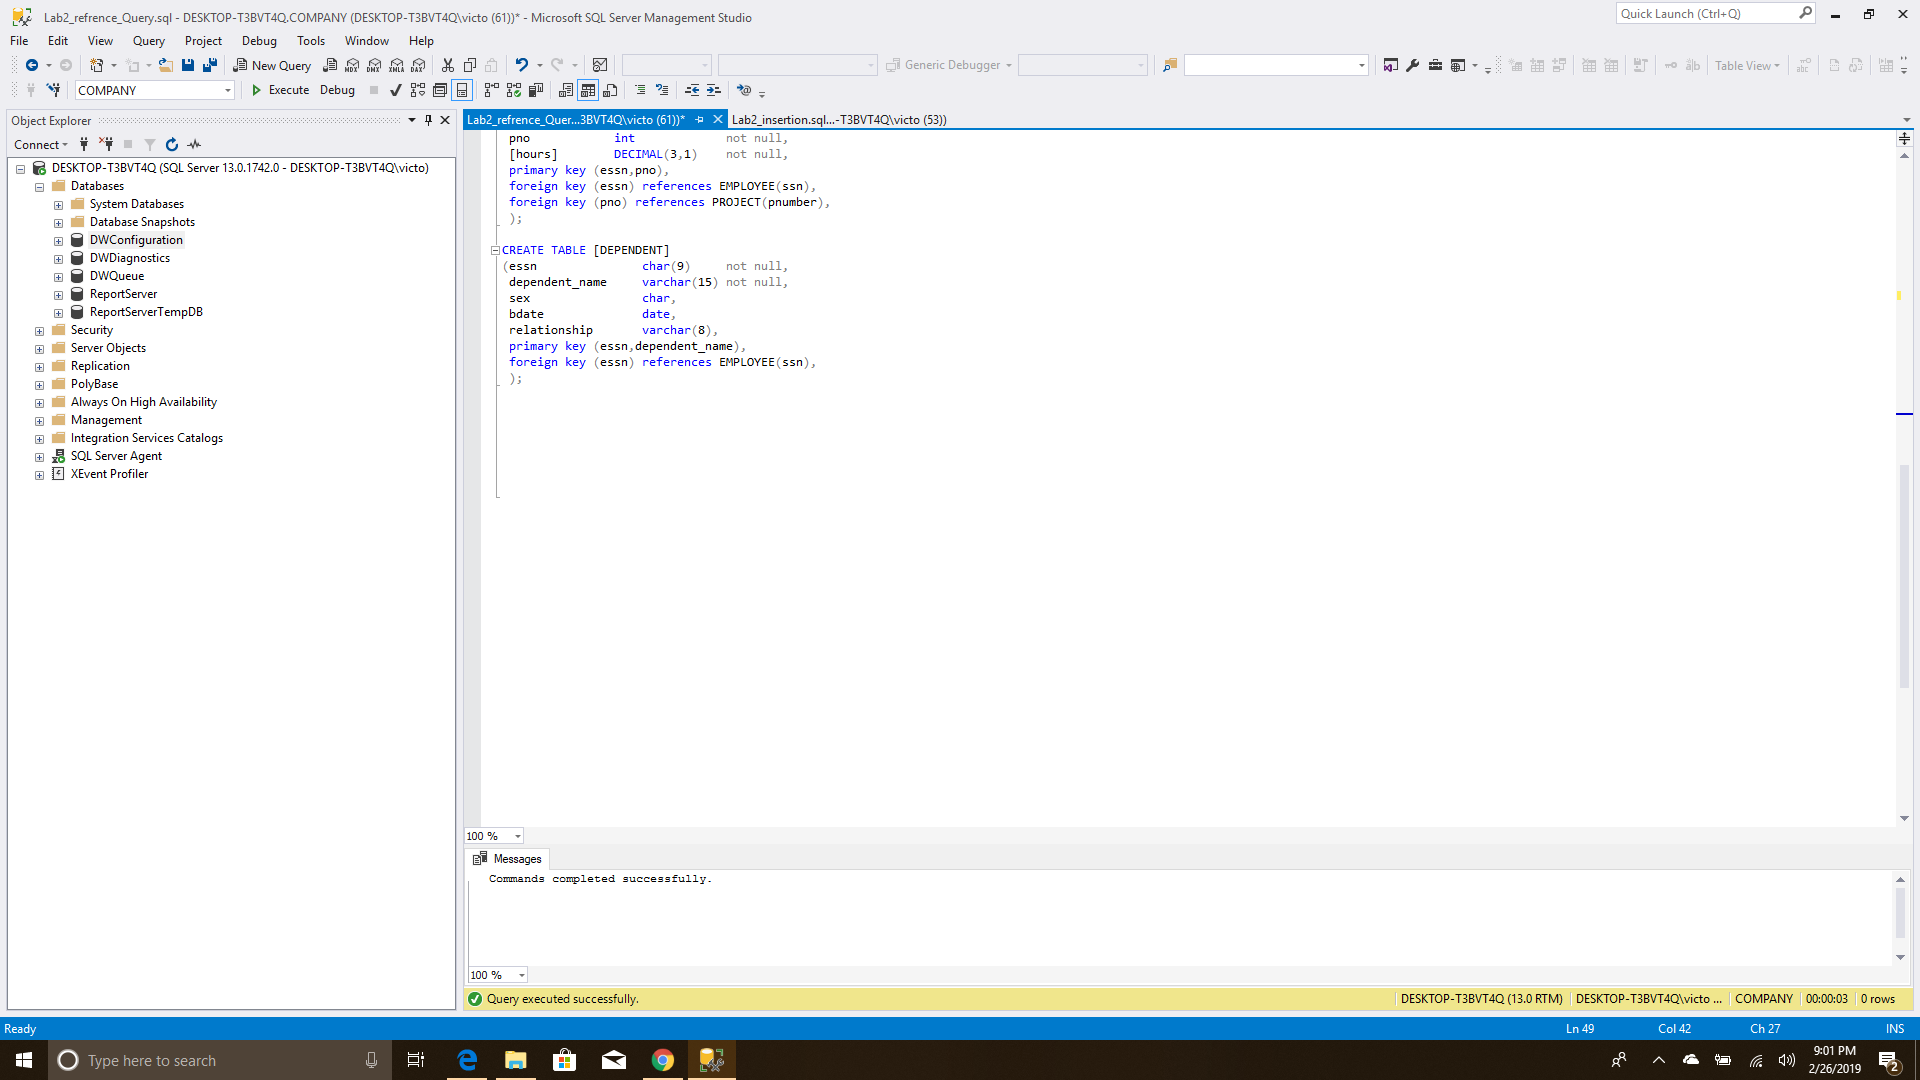 Lab2_refrence_Query.sql - DESKTOP-T3BVT4Q.COMPANY (DESKTOP-T3BVT4Q\victo (61))* - Microsoft SQL Server Management Studio
Quick Launch (Ctrl+Q)
File Edit View Query Project Debug Tools Window Help
New Query
MDX DMX XMLA DAX
Generic Debugger
Table View
COMPANY
Execute Debug
Object Explorer
Lab2_refrence_Quer...3BVT4Q\victo (61))*
Lab2_insertion.sql...-T3BVT4Q\victo (53))
Connect
DESKTOP-T3BVT4Q (SQL Server 13.0.1742.0 - DESKTOP-T3BVT4Q\victo)
Databases
System Databases
Database Snapshots
DWConfiguration
DWDiagnostics
DWQueue
ReportServer
ReportServerTempDB
Security
Server Objects
Replication
PolyBase
Always On High Availability
Management
Integration Services Catalogs
SQL Server Agent
XEvent Profiler
pno int not null,
[hours] DECIMAL(3,1) not null,
primary key (essn,pno),
foreign key (essn) references EMPLOYEE(ssn),
foreign key (pno) references PROJECT(pnumber),
);
CREATE TABLE [DEPENDENT]
(essn char(9) not null,
dependent_name varchar(15) not null,
sex char,
bdate date,
relationship varchar(8),
primary key (essn,dependent_name),
foreign key (essn) references EMPLOYEE(ssn),
);
100 %
Messages
Commands completed successfully.
100 %
Query executed successfully.
DESKTOP-T3BVT4Q (13.0 RTM) DESKTOP-T3BVT4Q\victo ... COMPANY 00:00:03 0 rows
Ready
Ln 49 Col 42 Ch 27 INS
Type here to search
9:01 PM
2/26/2019
2